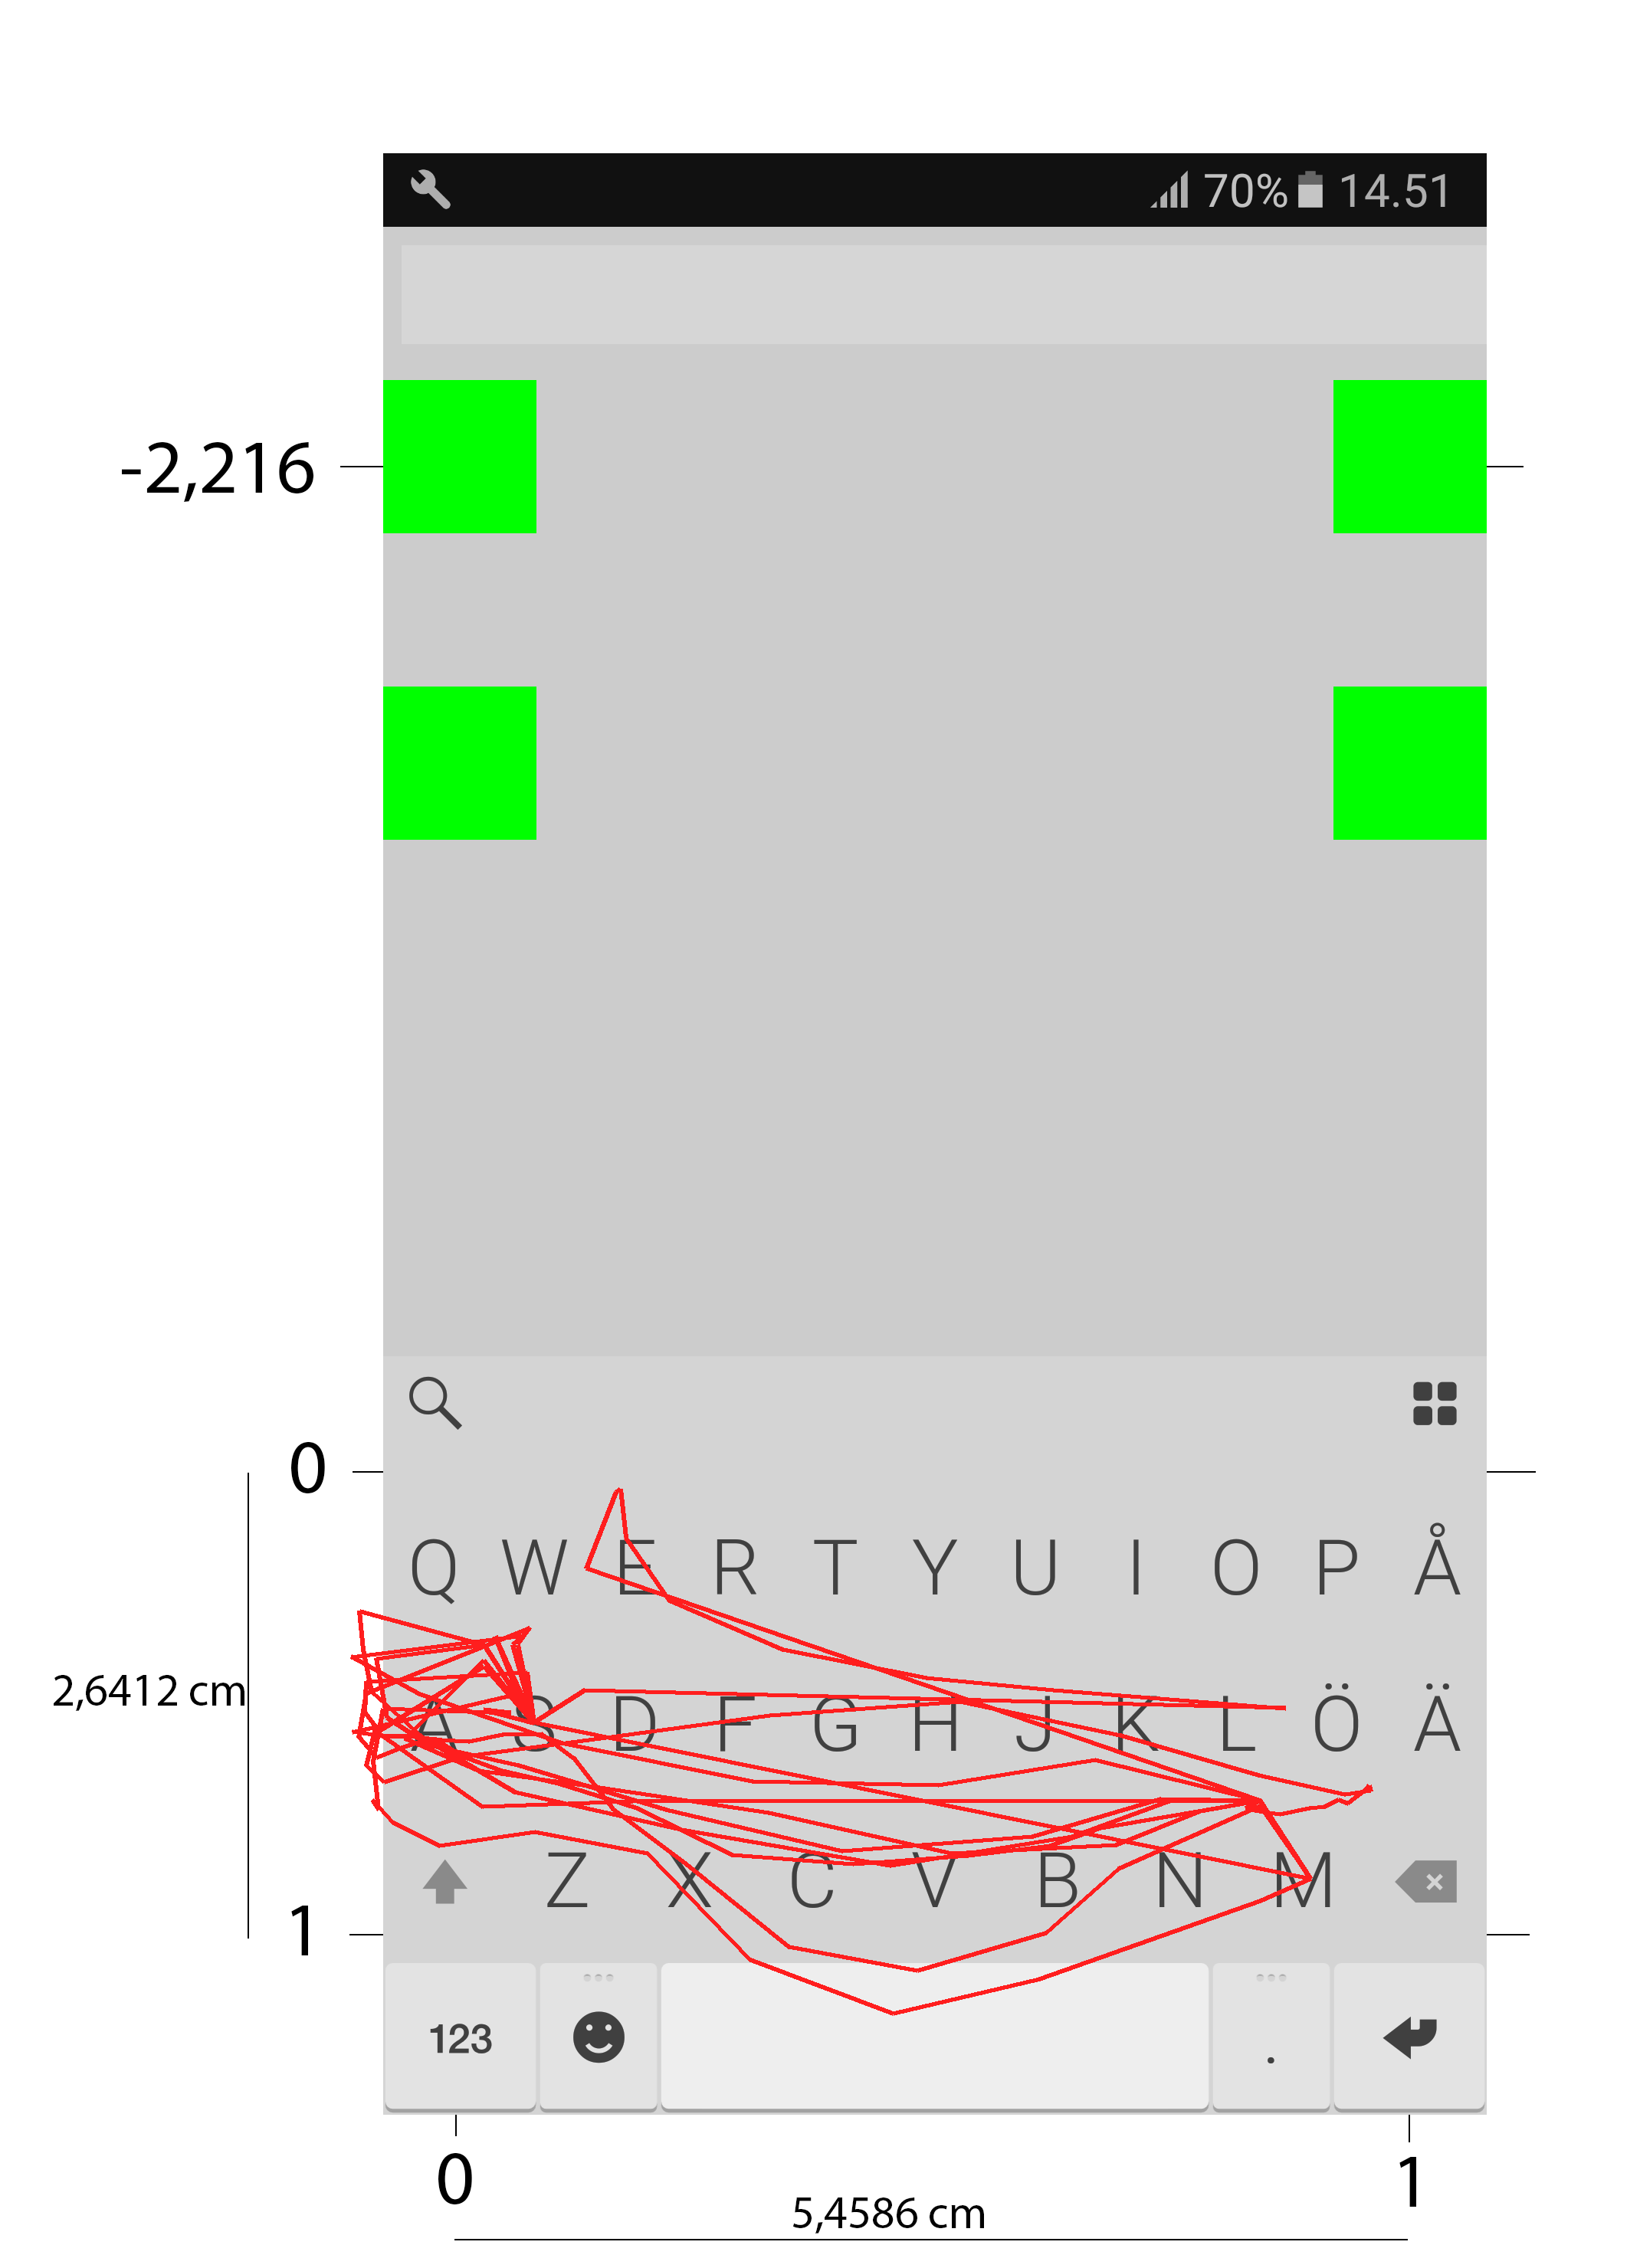 70% 14.51
-2,216
0
Q W E R T Y U I O P Å
2,6412 cm
A S D F G H J K L Ö Ä
Z X C V B N M
1
123 .
0 1
5,4586 cm